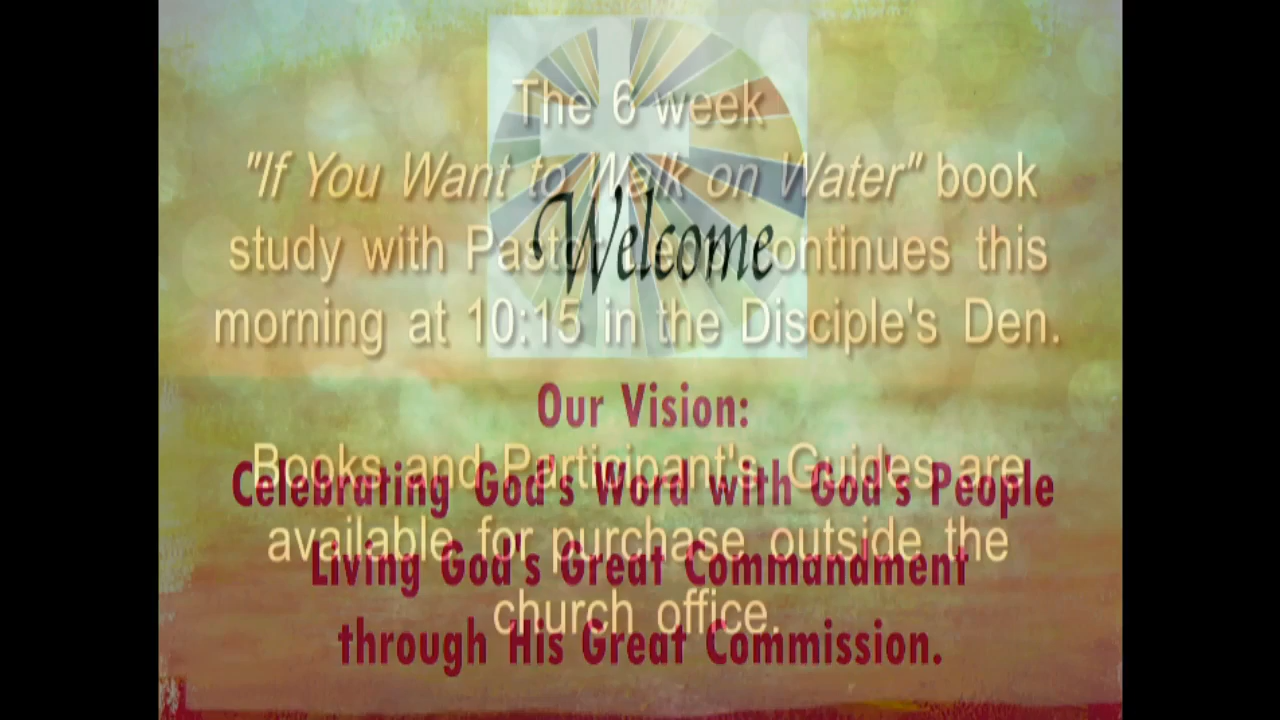 The 6 week
"If You Want to Walk on Water" book
study with Pastor continues this
morning at 10:15 in the Disciple's Den.
Books and Participant's Guides are
available for purchase outside the
church office.
Welcome
Our Vision:
Celebrating God's Word with God's People
Living God's Great Commandment
through His Great Commission.